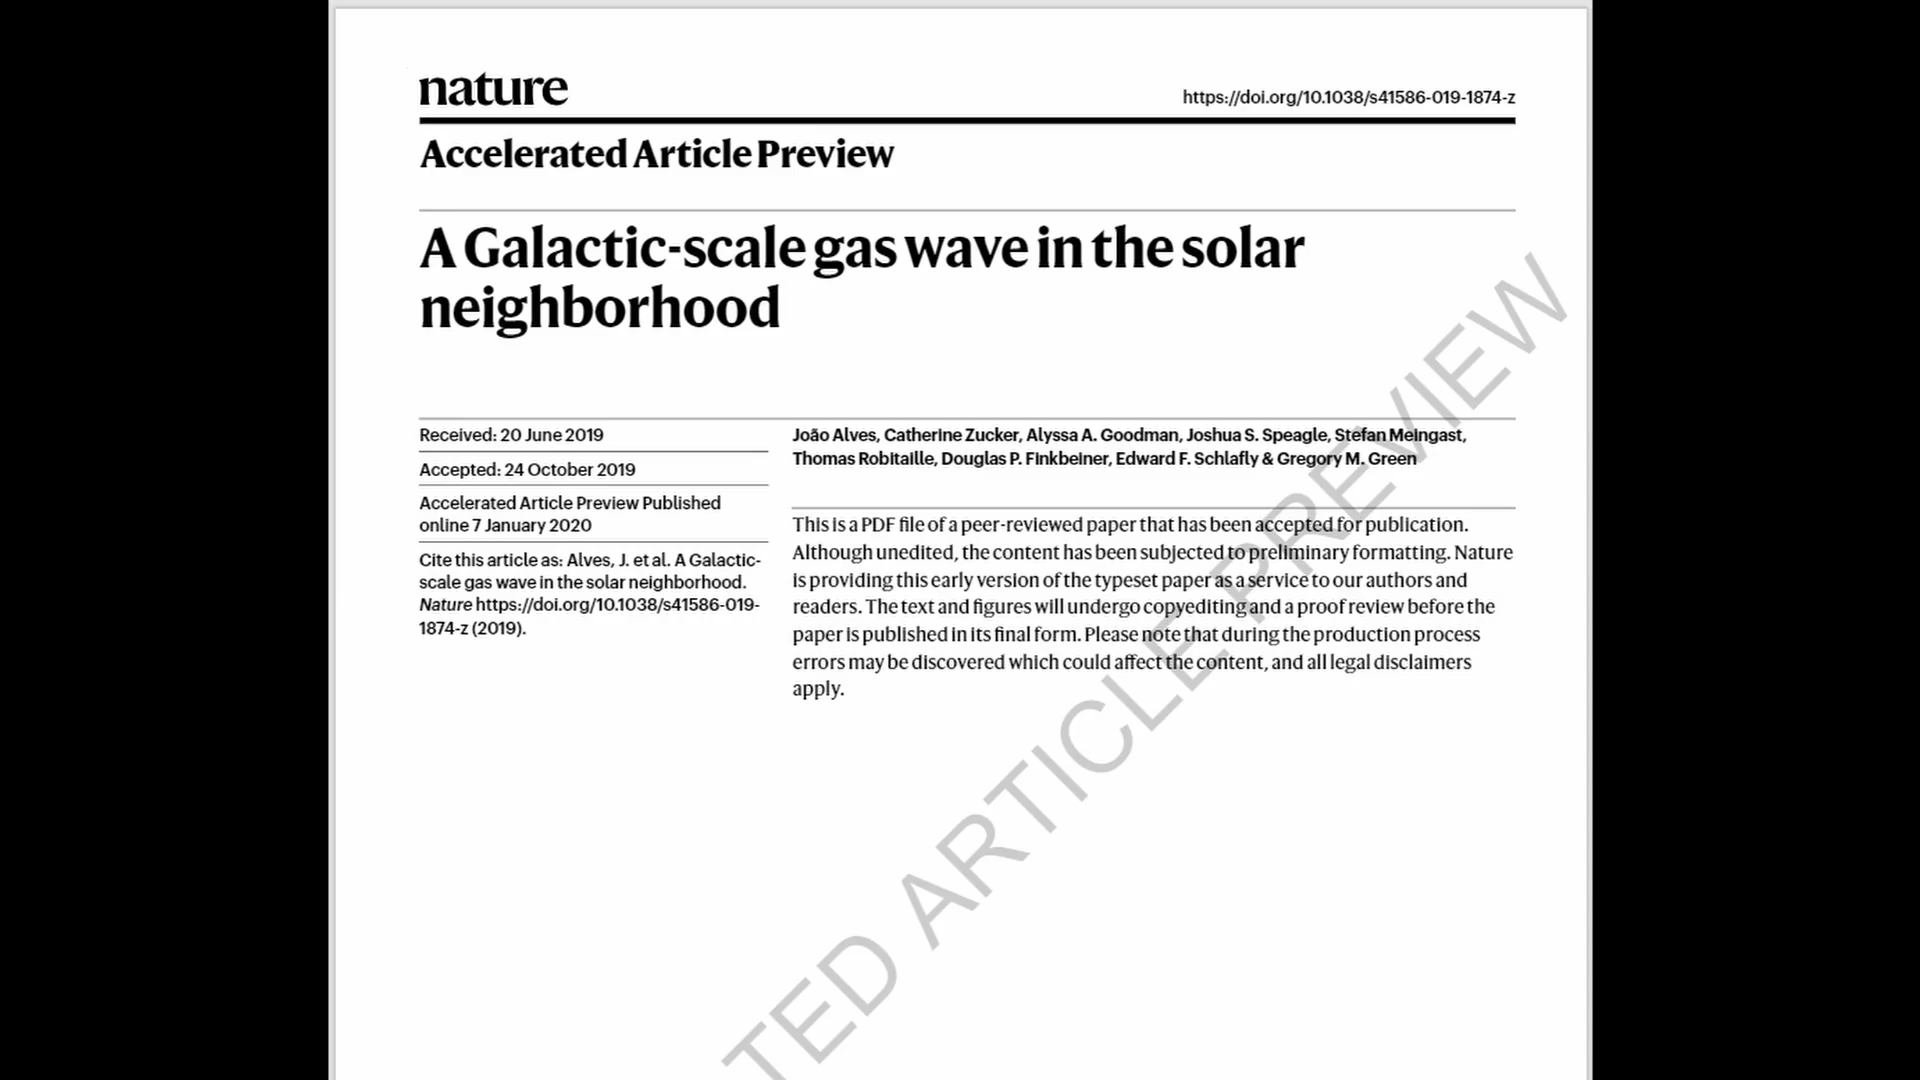 nature
https://doi.org/10.1038/s41586-019-1874-z
Accelerated Article Preview
A Galactic-scale gas wave in the solar
neighborhood
Received: 20 June 2019
Accepted: 24 October 2019
Accelerated Article Preview Published
online 7 January 2020
Cite this article as: Alves, J. et al. A Galactic-
scale gas wave in the solar neighborhood.
Nature https://doi.org/10.1038/s41586-019-
1874-z (2019).
João Alves, Catherine Zucker, Alyssa A. Goodman, Joshua S. Speagle, Stefan Meingast,
Thomas Robitaille, Douglas P. Finkbeiner, Edward F. Schlafly & Gregory M. Green
This is a PDF file of a peer-reviewed paper that has been accepted for publication.
Although unedited, the content has been subjected to preliminary formatting. Nature
is providing this early version of the typeset paper as a service to our authors and
readers. The text and figures will undergo copyediting and a proof review before the
paper is published in its final form. Please note that during the production process
errors may be discovered which could affect the content, and all legal disclaimers
apply.
TED ARTICLE PREVIEW